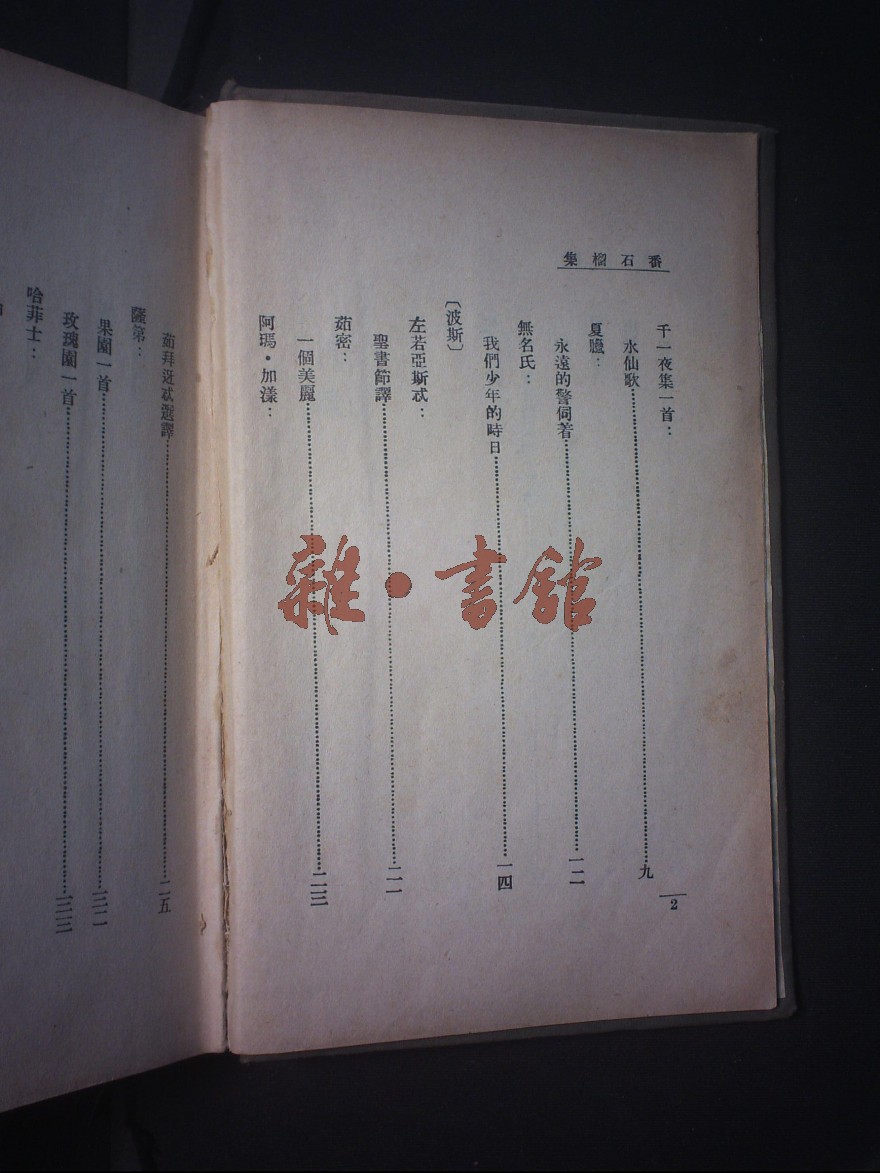 番石榴集
千一夜集一首：
水仙歌……九
夏臘：
永遠的警伺着……一二
無名氏：
我們少年的時日……一四
〔波斯〕
左若亞斯忒：
聖書節譯……二一
茹密：
一個美麗……二三
阿瑪・加漾：
2
茹拜迓忒選譯……二五
薩第：
果園一首……三二
玫瑰園一首……三三
哈菲士：
雜・書館